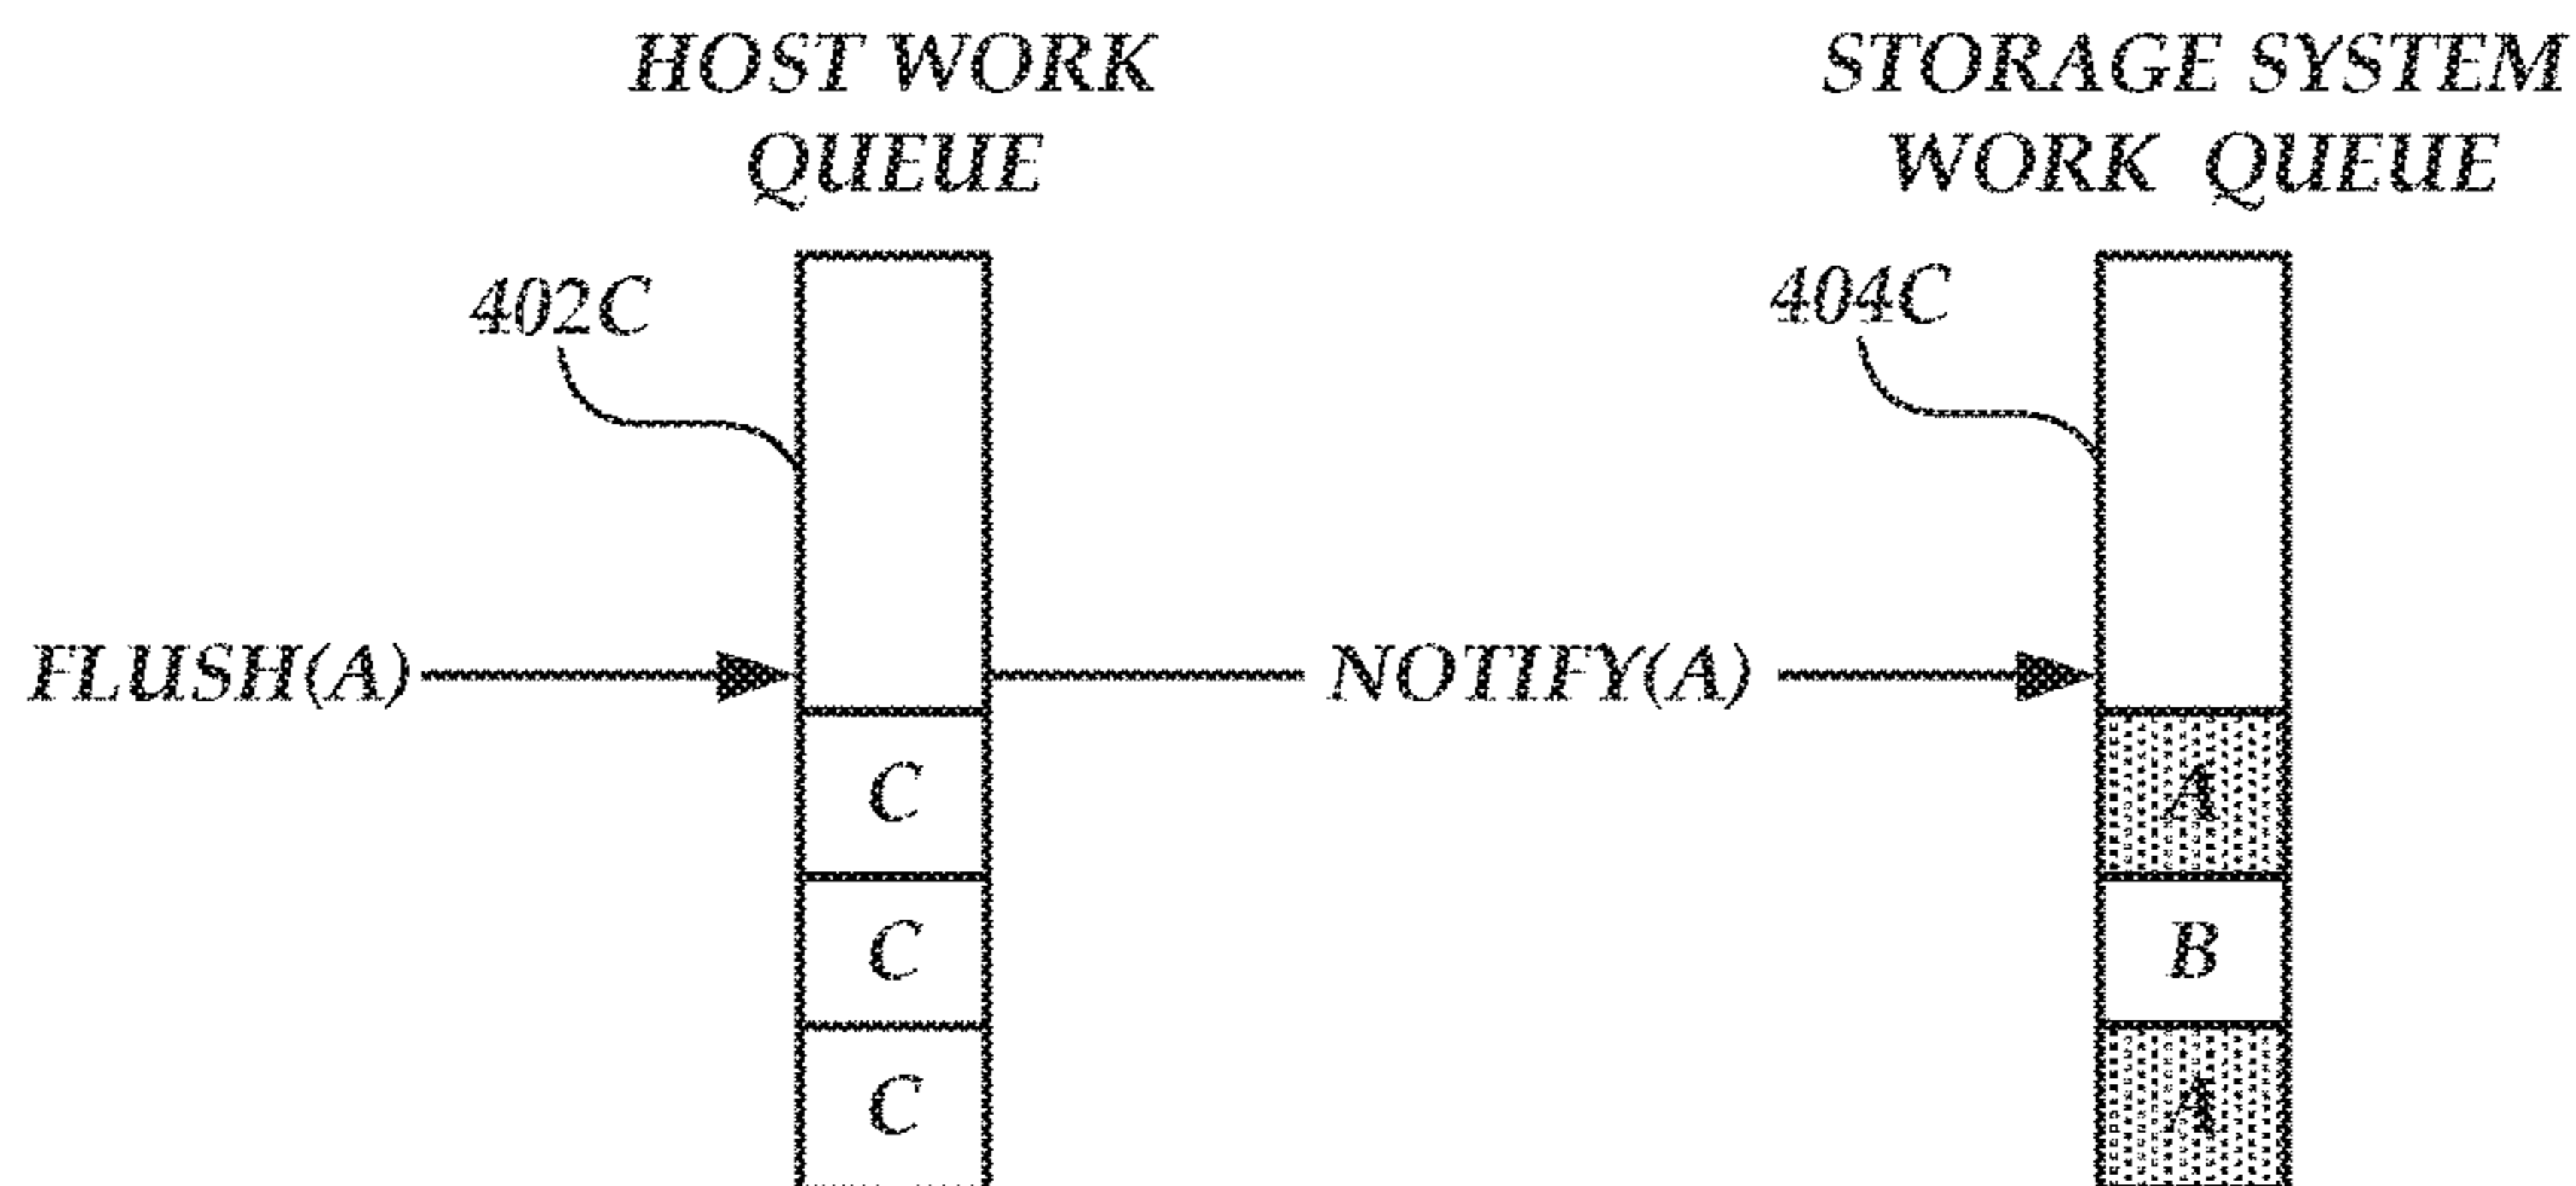 HOST WORK
QUEUE
STORAGE SYSTEM
WORK QUEUE
402C
404C
FLUSH(A)
NOTIFY(A)
C
C
C
A
B
A